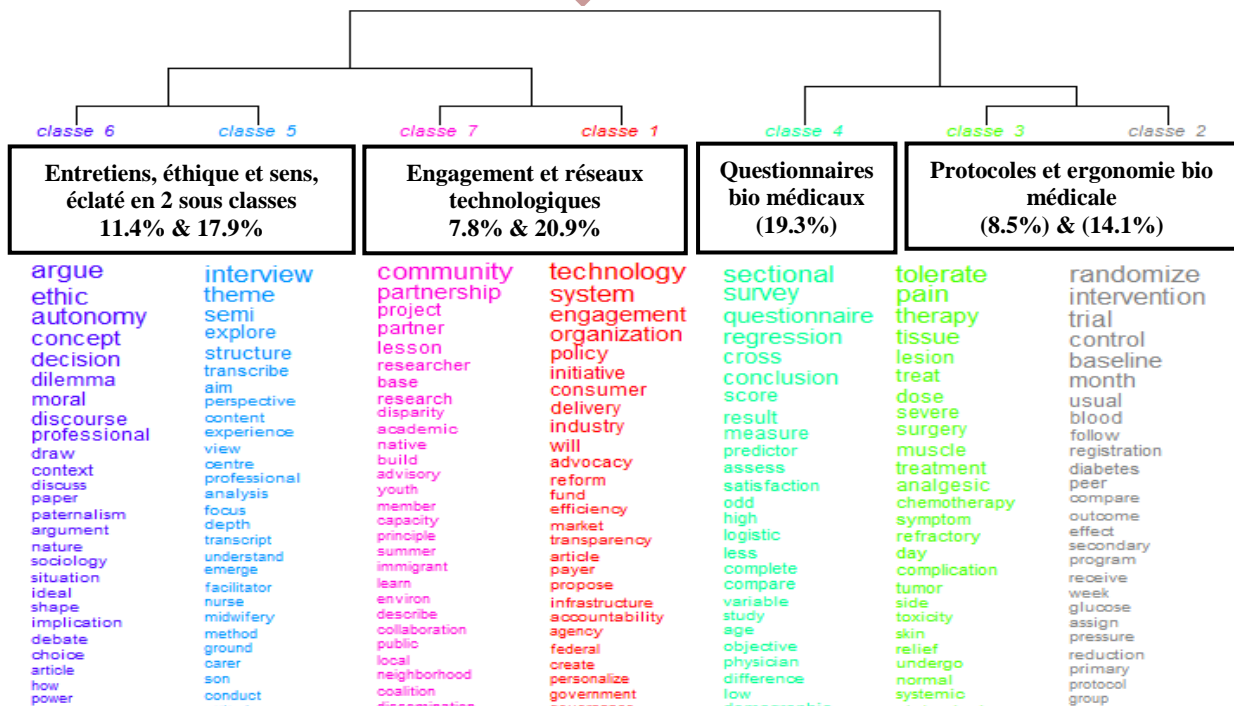 classe 6
classe 5
classe 7
classe 1
classe 4
classe 3
classe 2
Entretiens, éthique et sens,
éclaté en 2 sous classes
11.4% & 17.9%
Engagement et réseaux
technologiques
7.8% & 20.9%
Questionnaires
bio médicaux
(19.3%)
Protocoles et ergonomie bio
médicale
(8.5%) & (14.1%)
argue
ethic
autonomy
concept
decision
dilemma
moral
discourse
professional
draw
context
discuss
paper
paternalism
argument
nature
sociology
situation
ideal
shape
implication
debate
choice
article
how
power
interview
theme
semi
explore
structure
transcribe
aim
perspective
content
experience
view
centre
professional
analysis
focus
depth
transcript
understand
emerge
facilitator
nurse
midwifery
method
ground
carer
son
conduct
community
partnership
project
partner
lesson
researcher
base
research
disparity
academic
native
build
advisory
youth
member
capacity
principle
summer
immigrant
learn
environ
describe
collaboration
public
local
neighborhood
coalition
technology
system
engagement
organization
policy
initiative
consumer
delivery
industry
will
advocacy
reform
fund
efficiency
market
transparency
article
payer
propose
infrastructure
accountability
agency
federal
create
personalize
government
sectional
survey
questionnaire
regression
cross
conclusion
score
result
measure
predictor
assess
satisfaction
odd
high
logistic
less
complete
compare
variable
study
age
objective
physician
difference
low
tolerate
pain
therapy
tissue
lesion
treat
dose
severe
surgery
muscle
treatment
analgesic
chemotherapy
symptom
refractory
day
complication
tumor
side
toxicity
skin
relief
undergo
normal
systemic
randomize
intervention
trial
control
baseline
month
usual
blood
follow
registration
diabetes
peer
compare
outcome
effect
secondary
program
receive
week
glucose
assign
pressure
reduction
primary
protocol
group